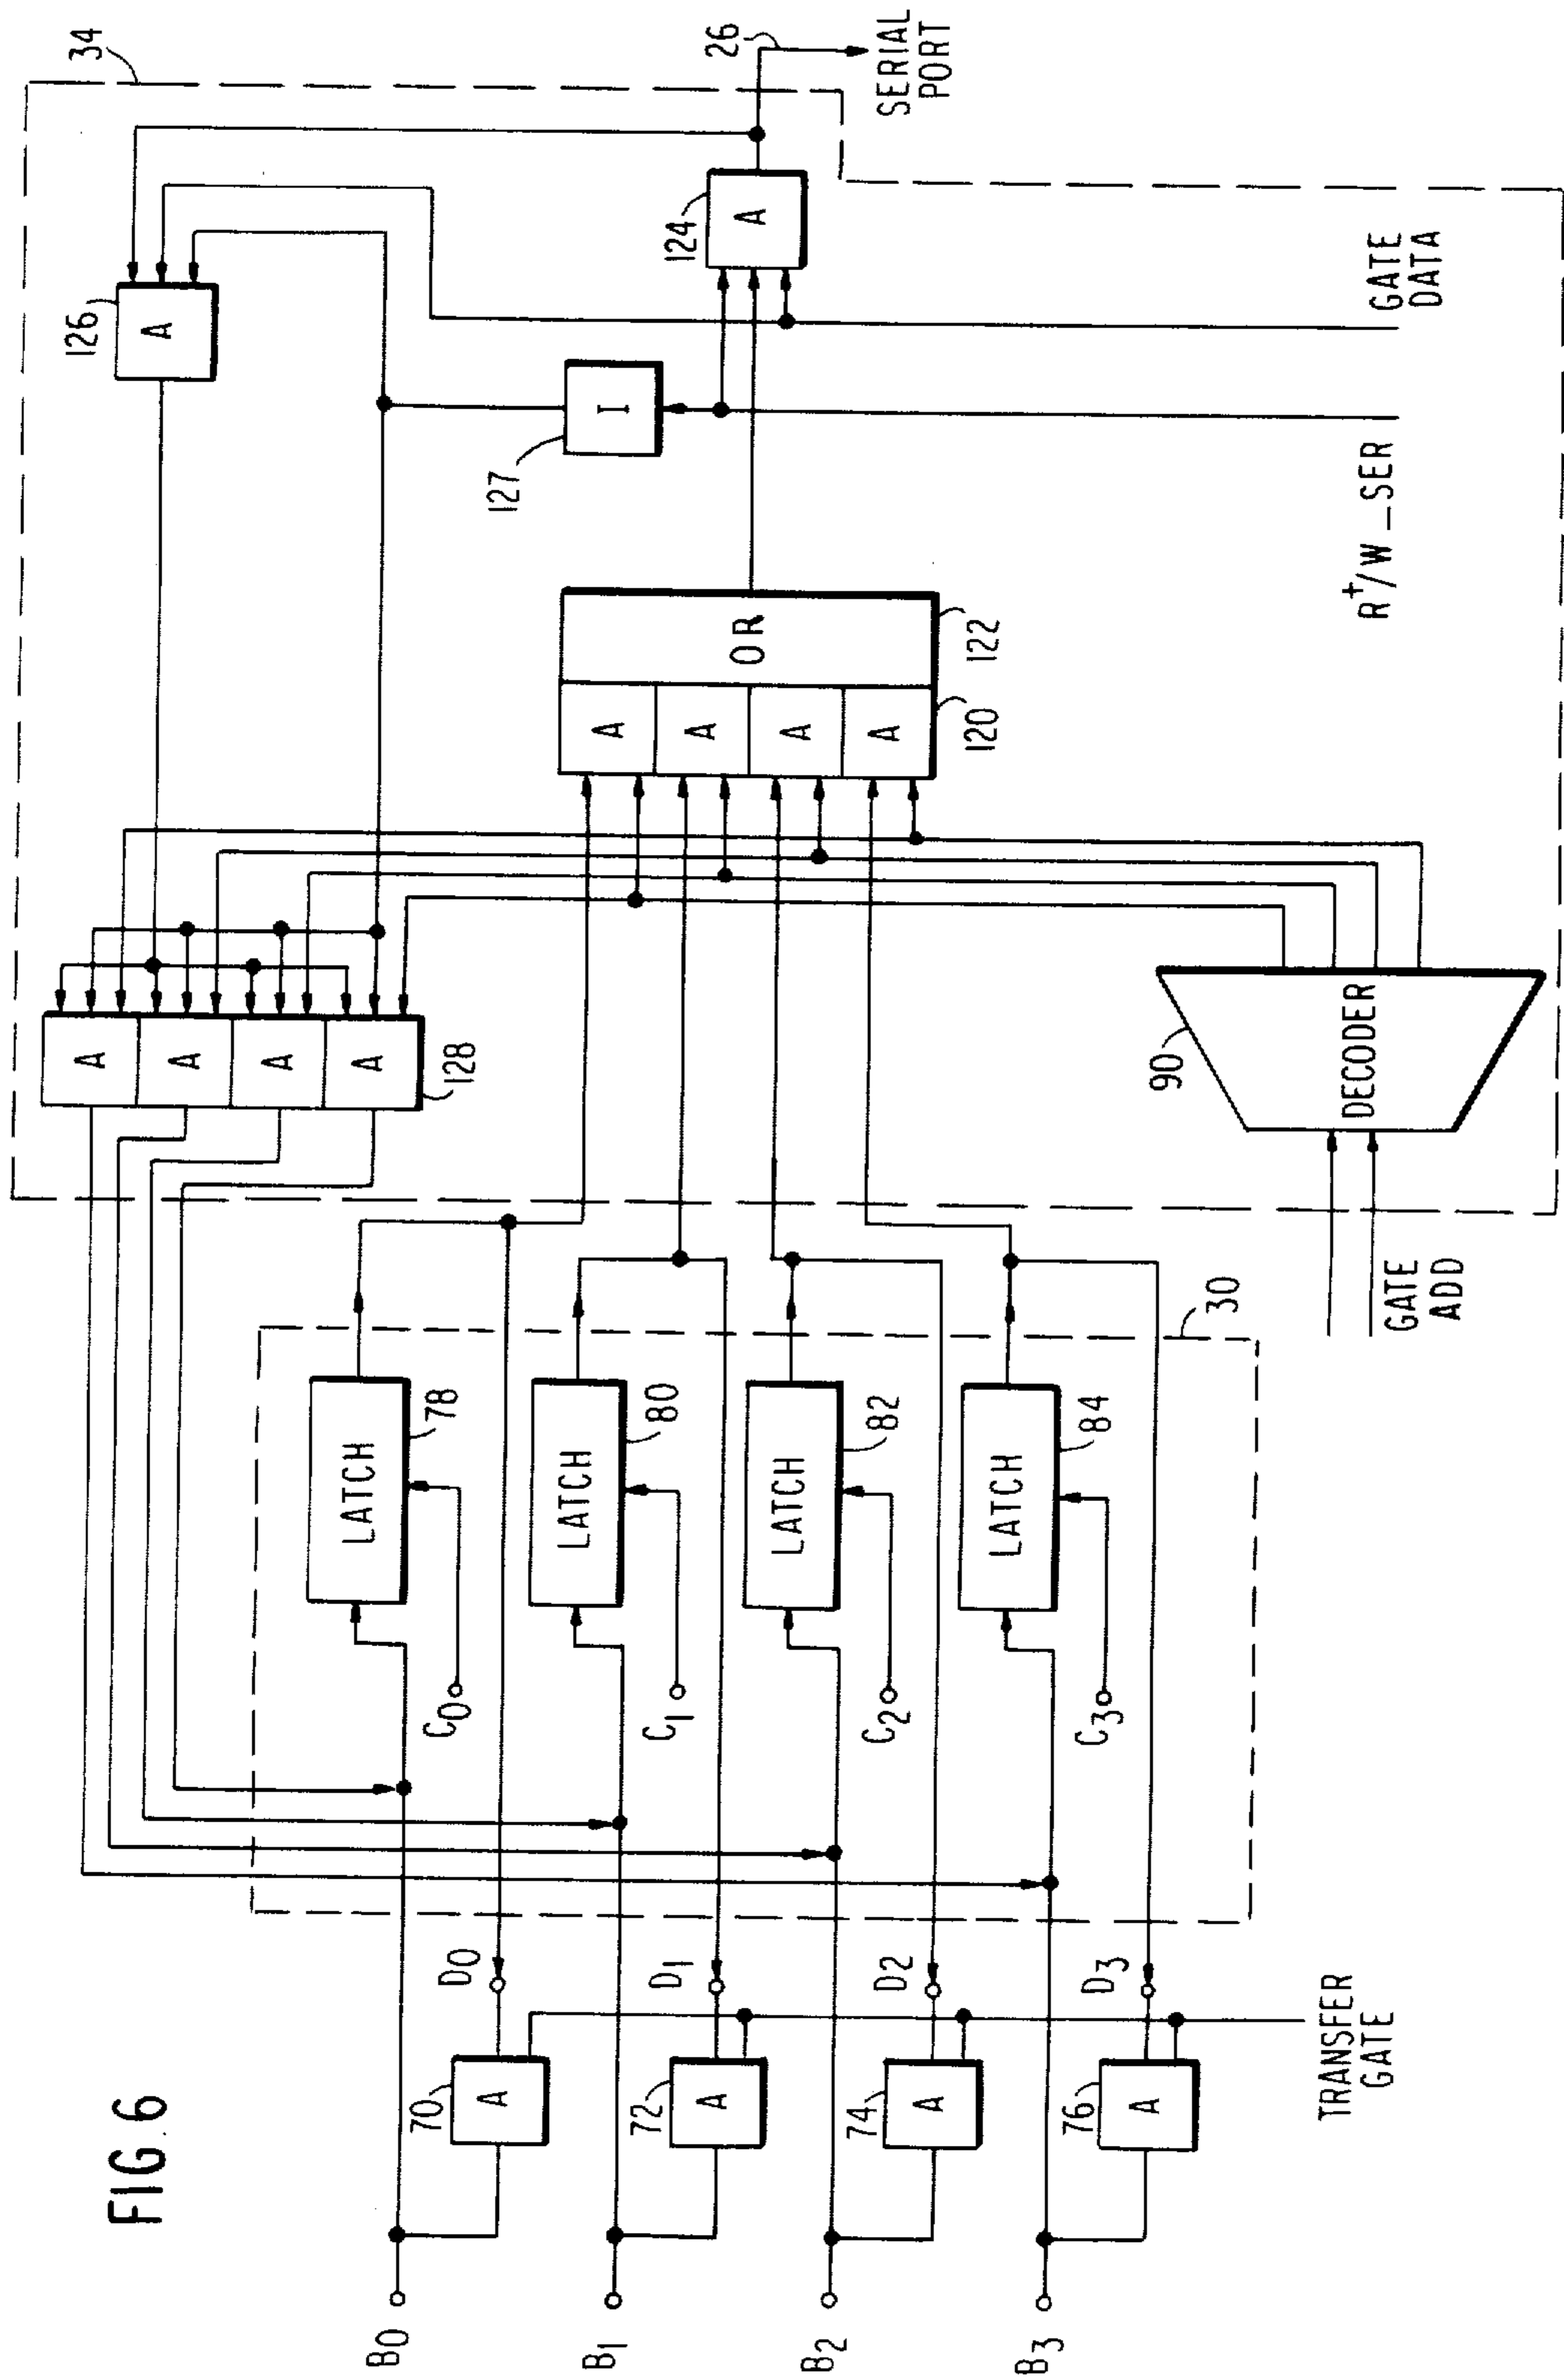 FIG. 6
34
126
A
A
A
A
A
128
127
I
124
A
26
SERIAL
PORT
A
A
A
A
OR
120
122
R+/W_SER
GATE
DATA
90
DECODER
GATE
ADD
30
LATCH
78
LATCH
80
LATCH
82
LATCH
84
C0
C1
C2
C3
D0
D1
D2
D3
70
A
72
A
74
A
76
A
TRANSFER
GATE
B0
B1
B2
B3